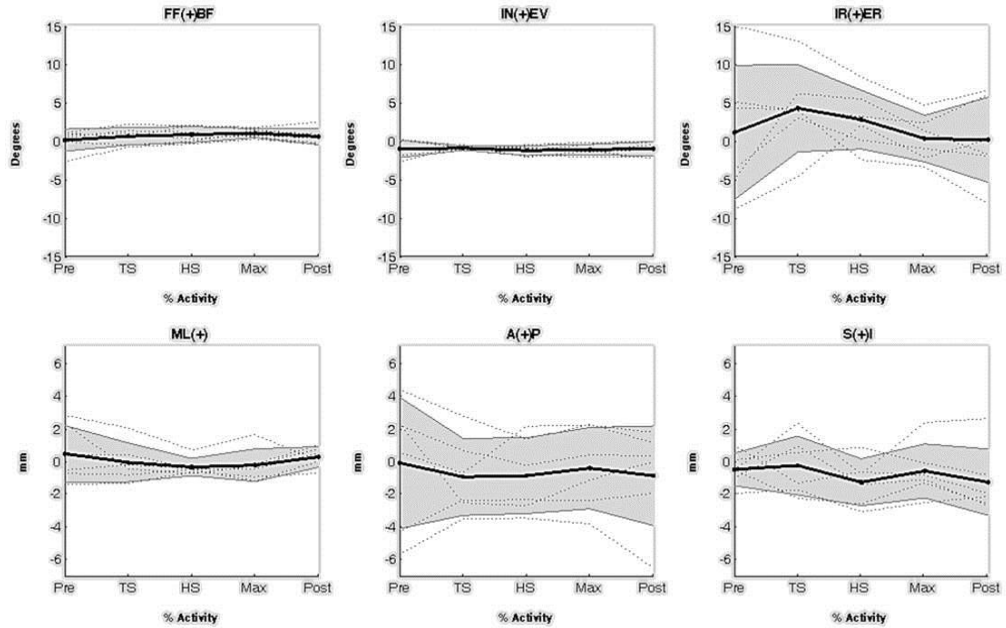 FF(+)BF
IN(+)EV
IR(+)ER
15
10
5
0
-5
-10
-15
Degrees
Pre TS HS Max Post
% Activity
15
10
5
0
-5
-10
-15
Degrees
Pre TS HS Max Post
% Activity
15
10
5
0
-5
-10
-15
Degrees
Pre TS HS Max Post
% Activity
ML(+)
A(+)P
S(+)I
6
4
2
0
-2
-4
-6
mm
Pre TS HS Max Post
% Activity
6
4
2
0
-2
-4
-6
mm
Pre TS HS Max Post
% Activity
6
4
2
0
-2
-4
-6
mm
Pre TS HS Max Post
% Activity